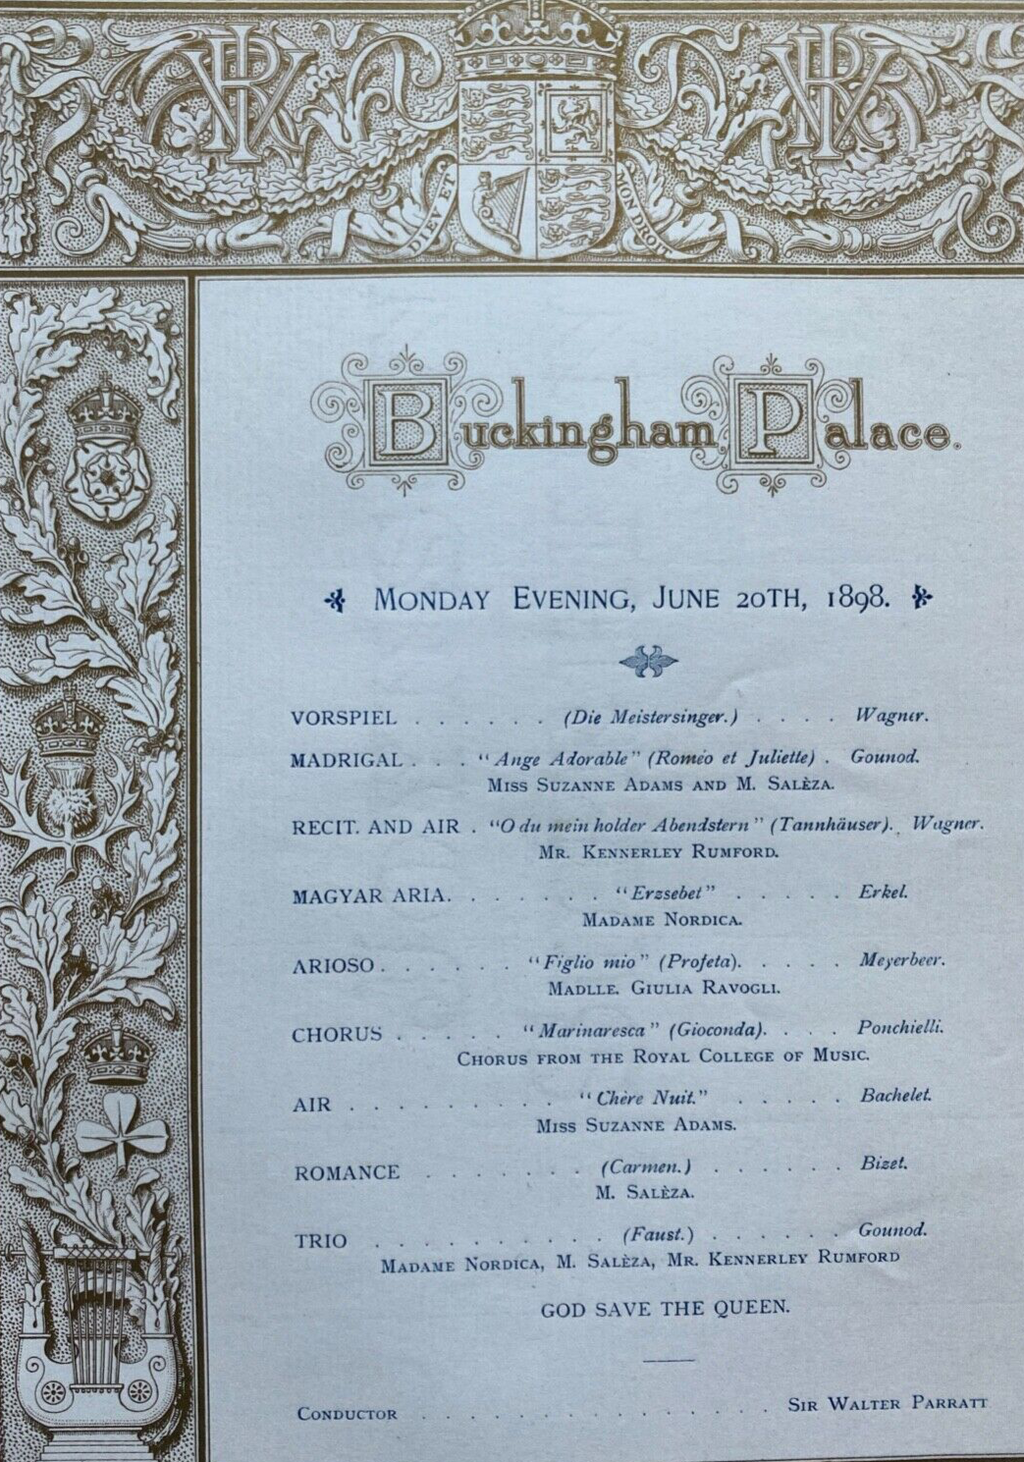 VRI VRI
DIEV ET MON DROIT
Buckingham Palace.
MONDAY EVENING, JUNE 20TH, 1898.
VORSPIEL . . . . . . (Die Meistersinger.) . . . . Wagner.
MADRIGAL . . . "Ange Adorable" (Roméo et Juliette) . Gounod.
MISS SUZANNE ADAMS AND M. SALÈZA.
RECIT. AND AIR . "O du mein holder Abendstern" (Tannhäuser). . Wagner.
MR. KENNERLEY RUMFORD.
MAGYAR ARIA. . . . . . . "Erzsebet" . . . . . Erkel.
MADAME NORDICA.
ARIOSO . . . . . . "Figlio mio" (Profeta). . . . . Meyerbeer.
MADLLE. GIULIA RAVOGLI.
CHORUS . . . . . "Marinaresca" (Gioconda). . . . Ponchielli.
CHORUS FROM THE ROYAL COLLEGE OF MUSIC.
AIR . . . . . . . . . "Chère Nuit." . . . . . Bachelet.
MISS SUZANNE ADAMS.
ROMANCE . . . . . . (Carmen.) . . . . . . Bizet.
M. SALÈZA.
TRIO . . . . . . . . . (Faust.) . . . . . . Gounod.
MADAME NORDICA, M. SALÈZA, MR. KENNERLEY RUMFORD
GOD SAVE THE QUEEN.
CONDUCTOR . . . . . . . . . . . . . . . SIR WALTER PARRATT